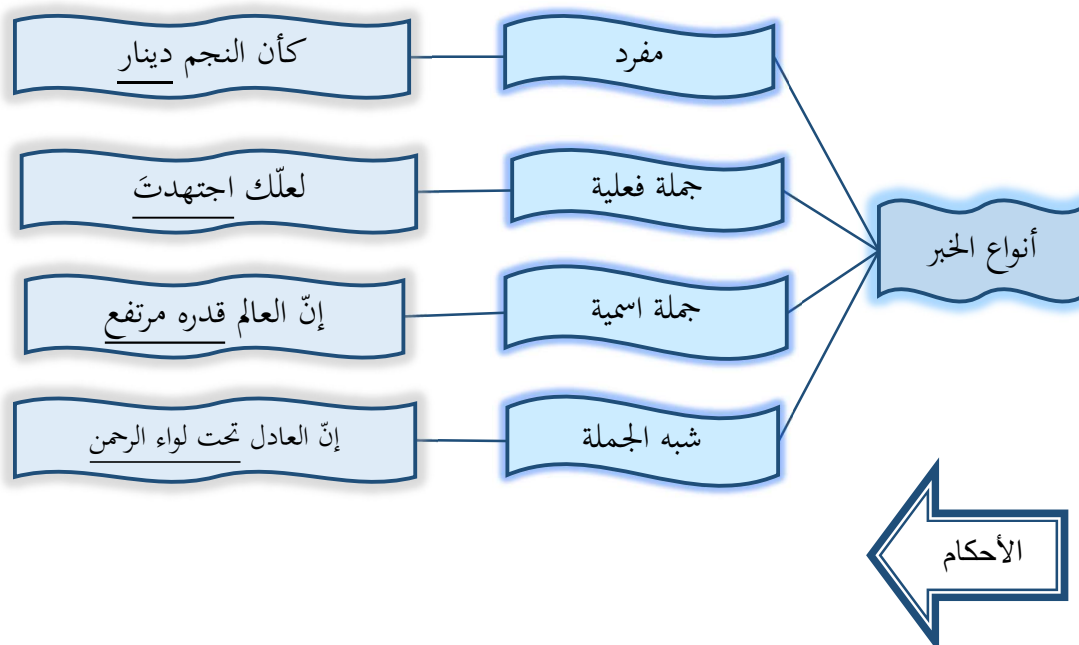 أنواع الخبر
مفرد
كأن النجم دينار
جملة فعلية
لعلّك اجتهدتَ
جملة اسمية
إنّ العالم قدره مرتفع
شبه الجملة
إنّ العادل تحت لواء الرحمن
الأحكام